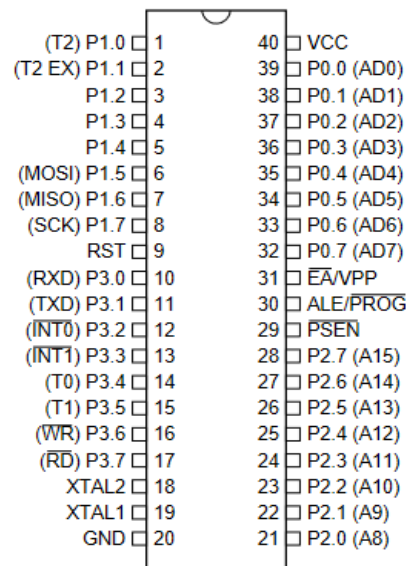 (T2) P1.0 1 40 VCC
(T2 EX) P1.1 2 39 P0.0 (AD0)
P1.2 3 38 P0.1 (AD1)
P1.3 4 37 P0.2 (AD2)
P1.4 5 36 P0.3 (AD3)
(MOSI) P1.5 6 35 P0.4 (AD4)
(MISO) P1.6 7 34 P0.5 (AD5)
(SCK) P1.7 8 33 P0.6 (AD6)
RST 9 32 P0.7 (AD7)
(RXD) P3.0 10 31 E̅A̅/VPP
(TXD) P3.1 11 30 ALE/P̅R̅O̅G̅
(I̅N̅T̅0̅) P3.2 12 29 P̅S̅E̅N̅
(I̅N̅T̅1̅) P3.3 13 28 P2.7 (A15)
(T0) P3.4 14 27 P2.6 (A14)
(T1) P3.5 15 26 P2.5 (A13)
(W̅R̅) P3.6 16 25 P2.4 (A12)
(R̅D̅) P3.7 17 24 P2.3 (A11)
XTAL2 18 23 P2.2 (A10)
XTAL1 19 22 P2.1 (A9)
GND 20 21 P2.0 (A8)